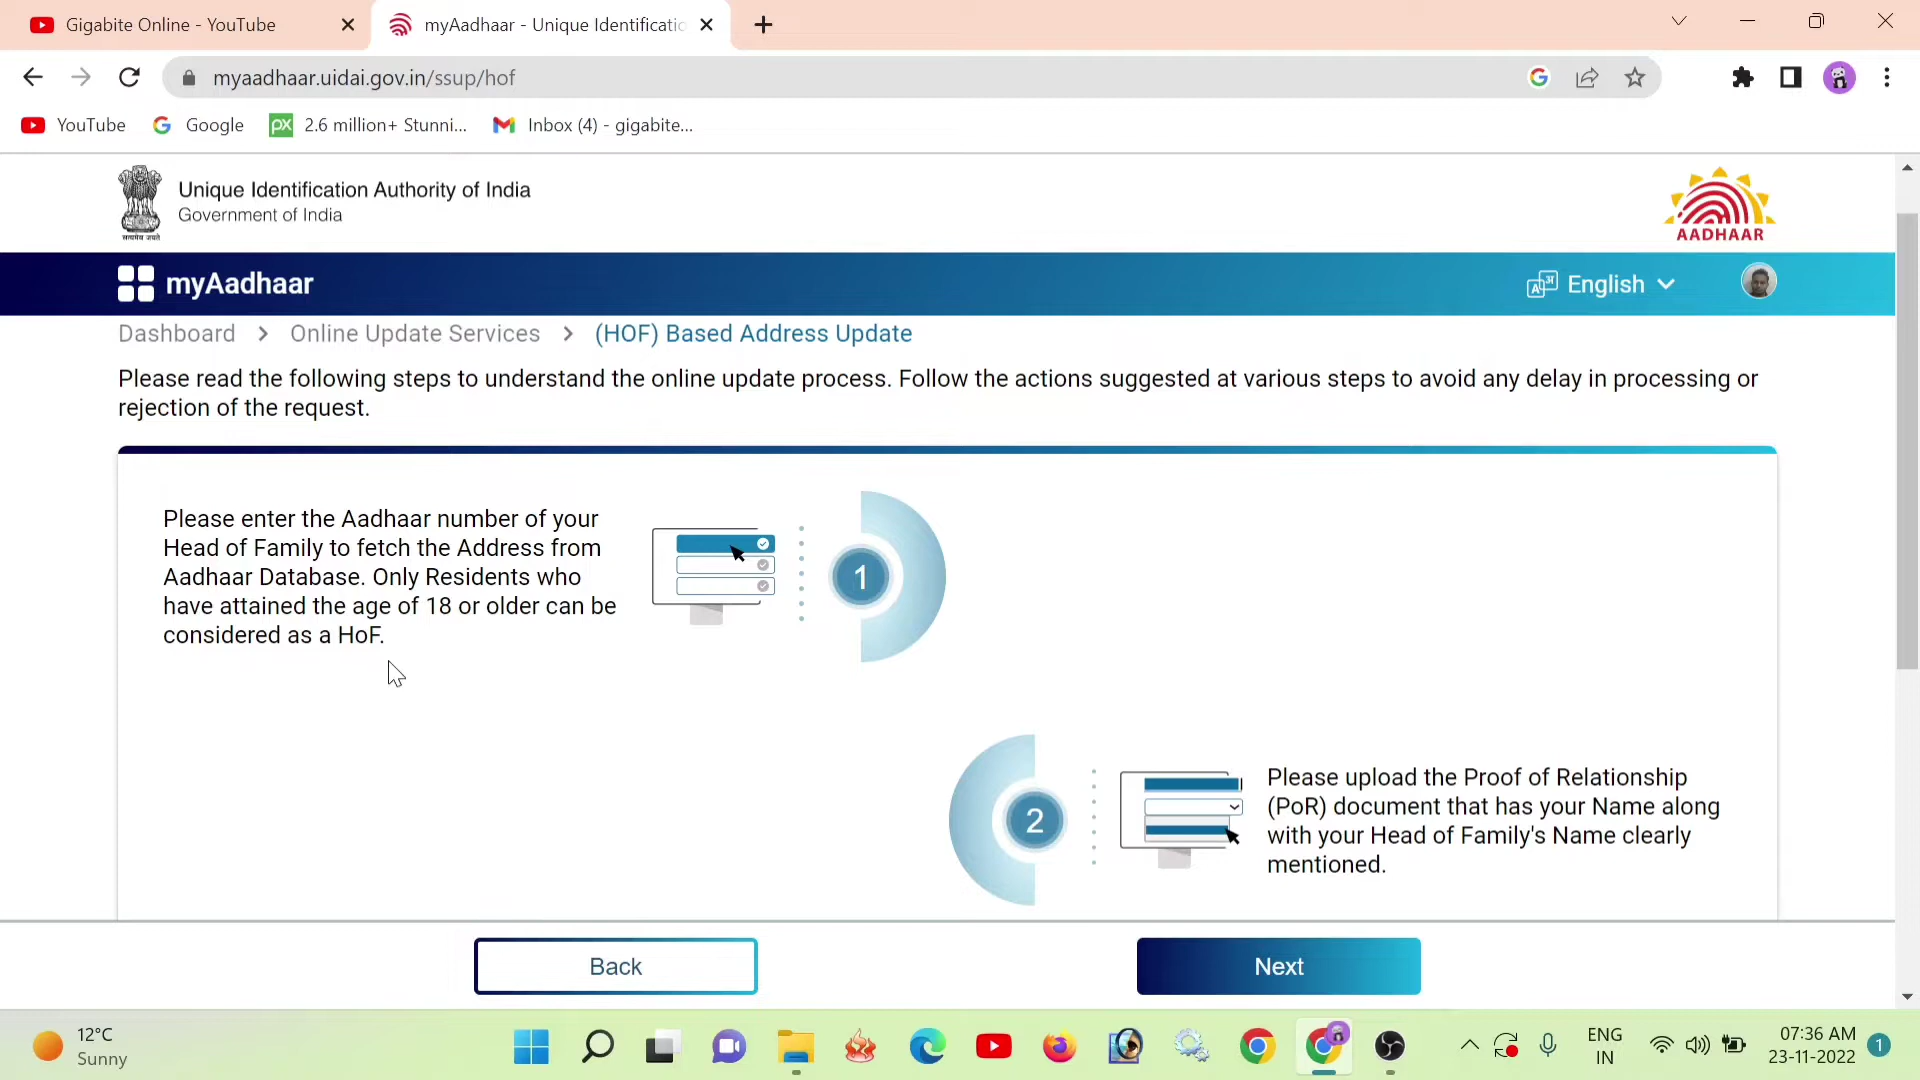 Gigabite Online - YouTube
myAadhaar - Unique Identificatic
myaadhaar.uidai.gov.in/ssup/hof
YouTube
Google
px
2.6 million+ Stunni...
Inbox (4) - gigabite...
सत्यमेव जयते
Unique Identification Authority of India
Government of India
AADHAAR
myAadhaar
English
Dashboard > Online Update Services > (HOF) Based Address Update
Please read the following steps to understand the online update process. Follow the actions suggested at various steps to avoid any delay in processing or
rejection of the request.
Please enter the Aadhaar number of your
Head of Family to fetch the Address from
Aadhaar Database. Only Residents who
have attained the age of 18 or older can be
considered as a HoF.
1
2
Please upload the Proof of Relationship
(PoR) document that has your Name along
with your Head of Family's Name clearly
mentioned.
Back
Next
12°C
Sunny
ENG
IN
07:36 AM
23-11-2022
1